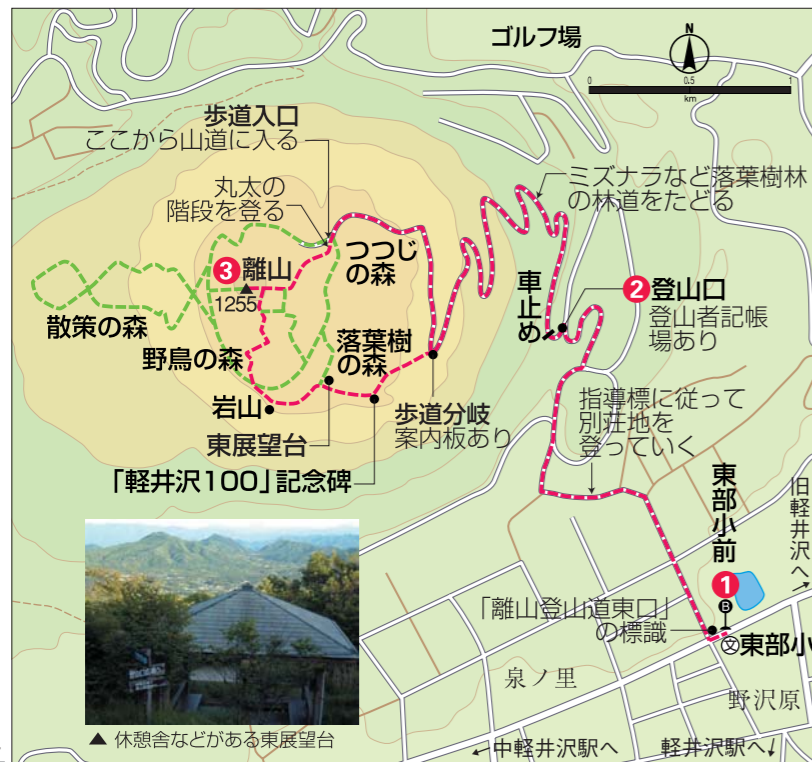 ゴルフ場
N
0
0.5
1
km
歩道入口
ここから山道に入る
丸太の
階段を登る
ミズナラなど落葉樹林
の林道をたどる
つつじ
の森
3
離山
1255
車止め
2
登山口
登山者記帳
場あり
散策の森
野鳥の森
落葉樹
の森
岩山
歩道分岐
案内板あり
指導標に従って
別荘地を
登っていく
東展望台
「軽井沢100」記念碑
東部小前
旧軽井沢へ
1
B
「離山登山道東口」
の標識
文
東部小
泉ノ里
野沢原
▲ 休憩舎などがある東展望台
←中軽井沢駅へ
軽井沢駅へ↓